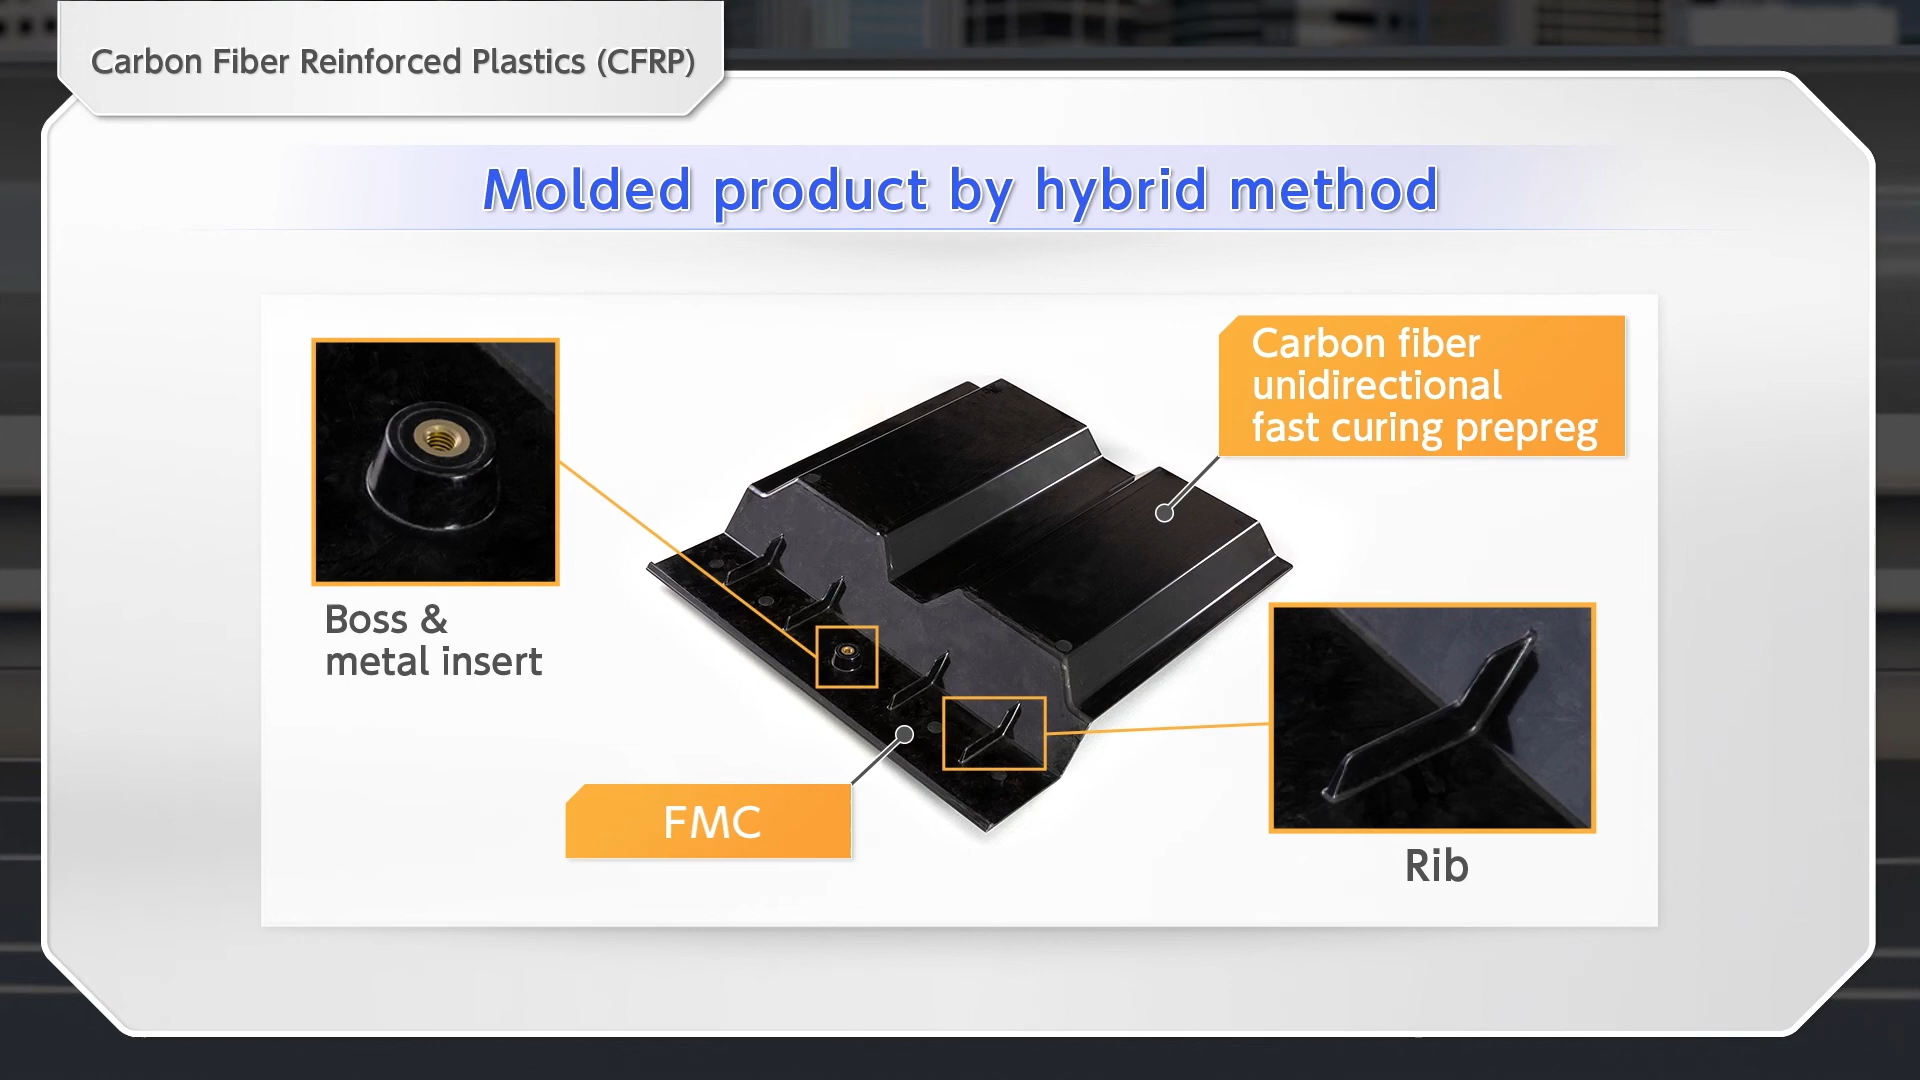 Carbon Fiber Reinforced Plastics (CFRP)
Molded product by hybrid method
Carbon fiber
unidirectional
fast curing prepreg
Boss &
metal insert
FMC
Rib